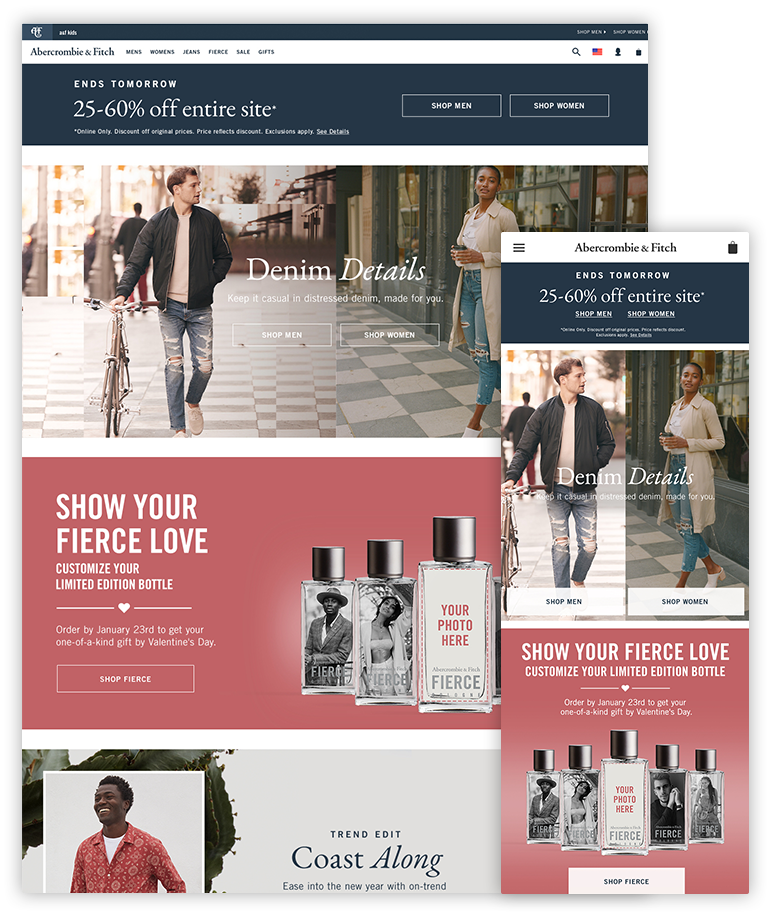 a&f kids
SHOP MEN
SHOP WOMEN
Abercrombie & Fitch
MENS
WOMENS
JEANS
FIERCE
SALE
GIFTS
ENDS TOMORROW
25-60% off entire site*
*Online Only. Discount off original prices. Price reflects discount. Exclusions apply. See Details
SHOP MEN
SHOP WOMEN
Denim Details
Keep it casual in distressed denim, made for you.
SHOP MEN
SHOP WOMEN
SHOW YOUR
FIERCE LOVE
CUSTOMIZE YOUR
LIMITED EDITION BOTTLE
Order by January 23rd to get your
one-of-a-kind gift by Valentine's Day.
SHOP FIERCE
FIERCE
FIERCE
YOUR
PHOTO
HERE
Abercrombie & Fitch
FIERCE
COLOGNE
TREND EDIT
Coast Along
Ease into the new year with on-trend
Abercrombie & Fitch
ENDS TOMORROW
25-60% off entire site*
SHOP MEN
SHOP WOMEN
*Online Only. Discount off original prices. Price reflects discount.
Exclusions apply. See Details
Denim Details
Keep it casual in distressed denim, made for you.
SHOP MEN
SHOP WOMEN
SHOW YOUR FIERCE LOVE
CUSTOMIZE YOUR LIMITED EDITION BOTTLE
Order by January 23rd to get your
one-of-a-kind gift by Valentine's Day.
YOUR
PHOTO
HERE
Abercrombie & Fitch
FIERCE
FIERCE
FIERCE
FIERCE
SHOP FIERCE